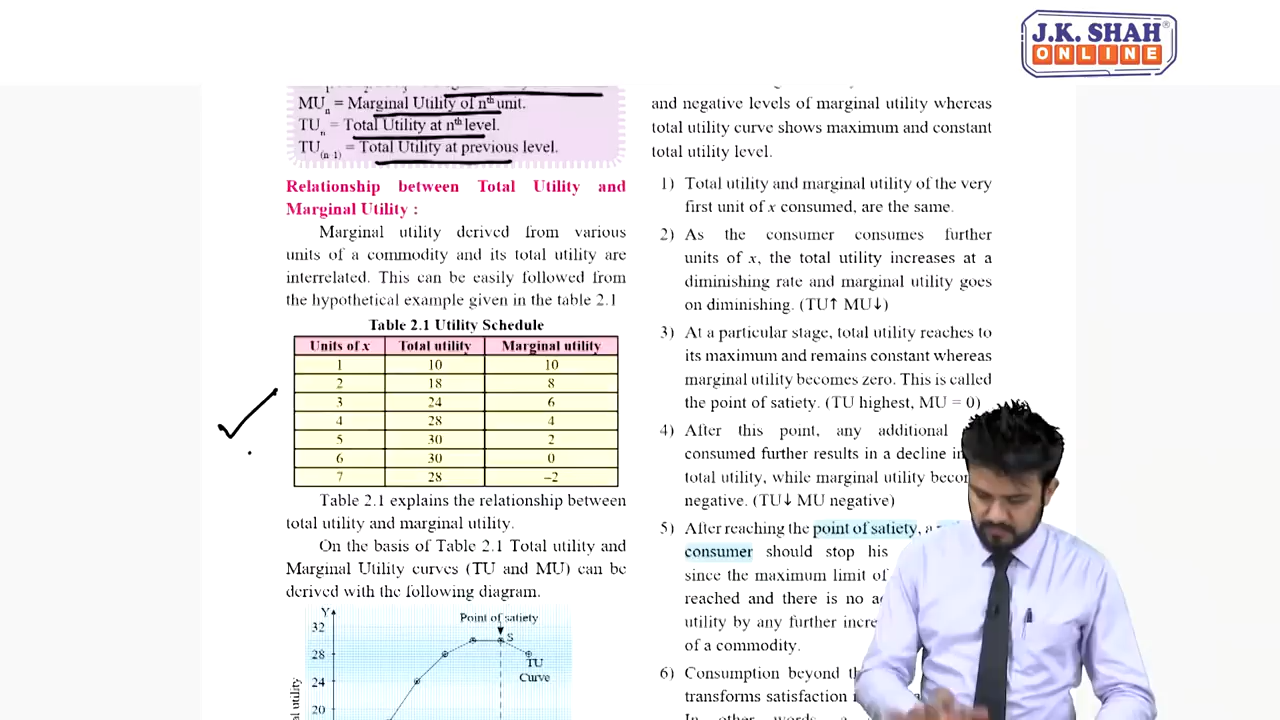 J.K. SHAH®
ONLINE
MUn = Marginal Utility of nth unit.
TUn = Total Utility at nth level.
TU(n-1) = Total Utility at previous level.
Relationship between Total Utility and
Marginal Utility :
Marginal utility derived from various
units of a commodity and its total utility are
interrelated. This can be easily followed from
the hypothetical example given in the table 2.1
Table 2.1 Utility Schedule
Units of x Total utility Marginal utility
1 10 10
2 18 8
3 24 6
4 28 4
5 30 2
6 30 0
7 28 −2
Table 2.1 explains the relationship between
total utility and marginal utility.
On the basis of Table 2.1 Total utility and
Marginal Utility curves (TU and MU) can be
derived with the following diagram.
Y
Point of satiety
32
S
28
TU
Curve
24
20
and negative levels of marginal utility whereas
total utility curve shows maximum and constant
total utility level.
1) Total utility and marginal utility of the very
first unit of x consumed, are the same.
2) As the consumer consumes further
units of x, the total utility increases at a
diminishing rate and marginal utility goes
on diminishing. (TU↑ MU↓)
3) At a particular stage, total utility reaches to
its maximum and remains constant whereas
marginal utility becomes zero. This is called
the point of satiety. (TU highest, MU = 0)
4) After this point, any additional
consumed further results in a decline in
total utility, while marginal utility
negative. (TU↓ MU negative)
5) After reaching the point of satiety, a
consumer should stop his
since the maximum limit of
reached and there is no
utility by any further
of a commodity.
6) Consumption beyond
transforms satisfaction
In other words, a